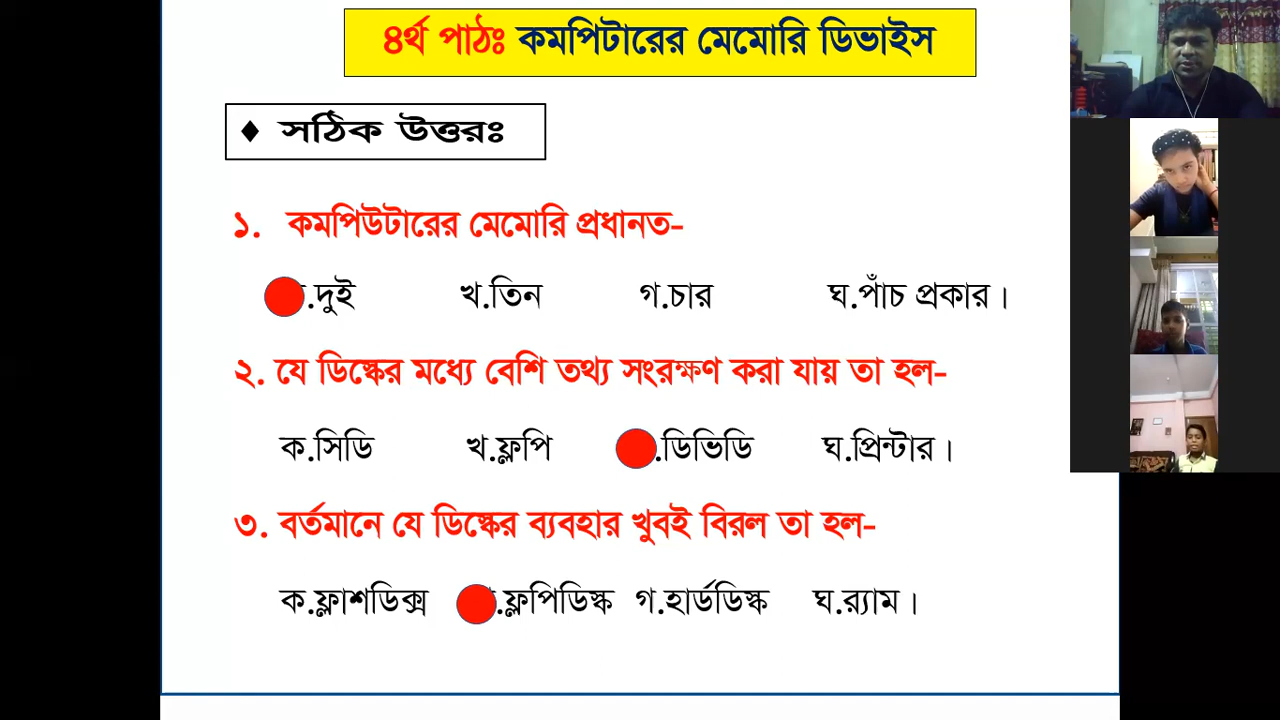 ৪র্থ পাঠঃ কমপিটারের মেমোরি ডিভাইস
♦ সঠিক উত্তরঃ
১. কমপিউটারের মেমোরি প্রধানত-
.দুই খ.তিন গ.চার ঘ.পাঁচ প্রকার।
২. যে ডিস্কের মধ্যে বেশি তথ্য সংরক্ষণ করা যায় তা হল-
ক.সিডি খ.ফ্লপি .ডিভিডি ঘ.প্রিন্টার।
৩. বর্তমানে যে ডিস্কের ব্যবহার খুবই বিরল তা হল-
ক.ফ্লাশডিক্স .ফ্লপিডিস্ক গ.হার্ডডিস্ক ঘ.র‍্যাম।